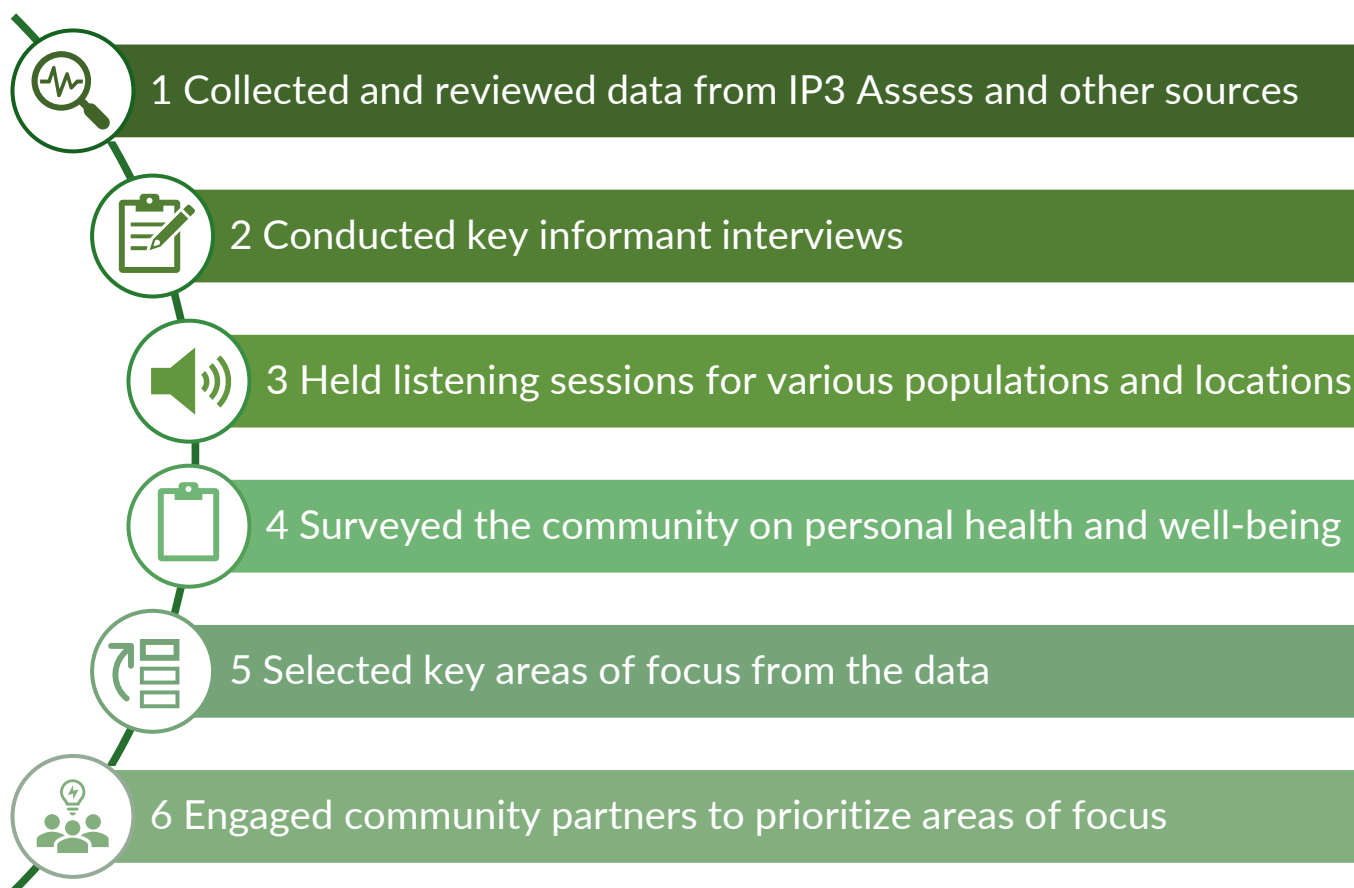 1 Collected and reviewed data from IP3 Assess and other sources
2 Conducted key informant interviews
3 Held listening sessions for various populations and locations
4 Surveyed the community on personal health and well-being
5 Selected key areas of focus from the data
6 Engaged community partners to prioritize areas of focus